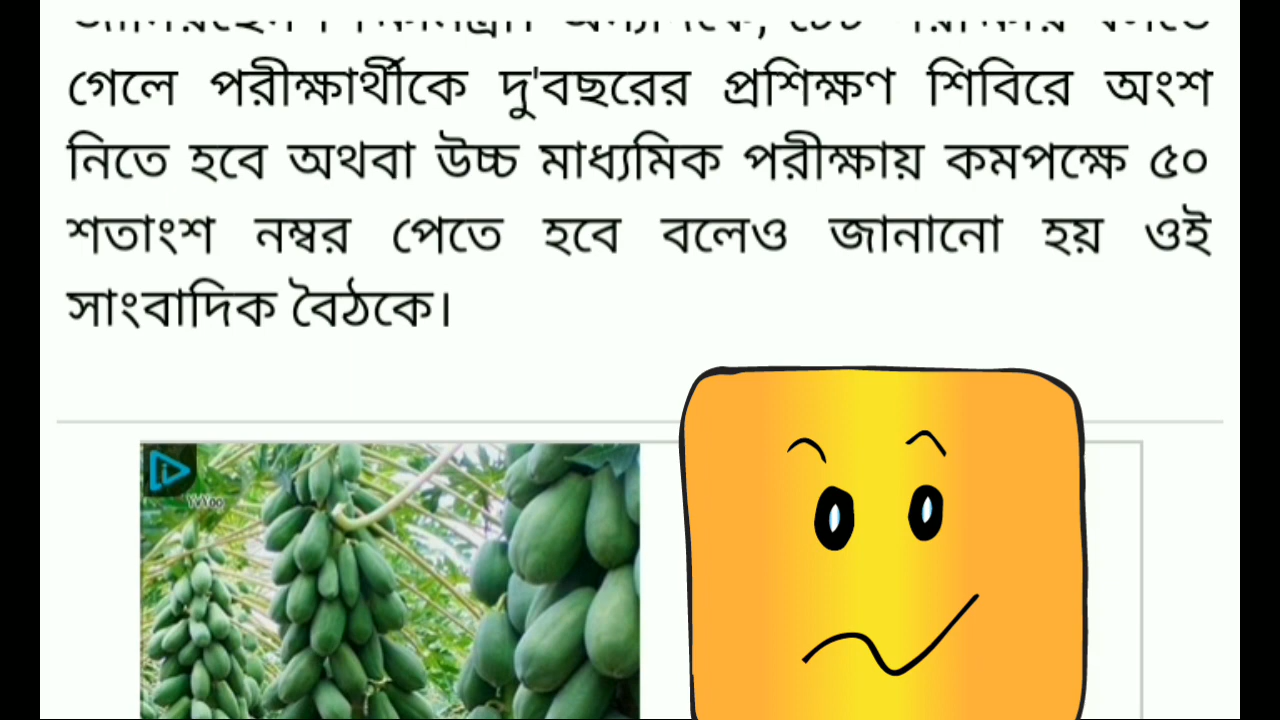 গেলে পরীক্ষার্থীকে দু'বছরের প্রশিক্ষণ শিবিরে অংশ
নিতে হবে অথবা উচ্চ মাধ্যমিক পরীক্ষায় কমপক্ষে ৫০
শতাংশ নম্বর পেতে হবে বলেও জানানো হয় ওই
সাংবাদিক বৈঠকে।